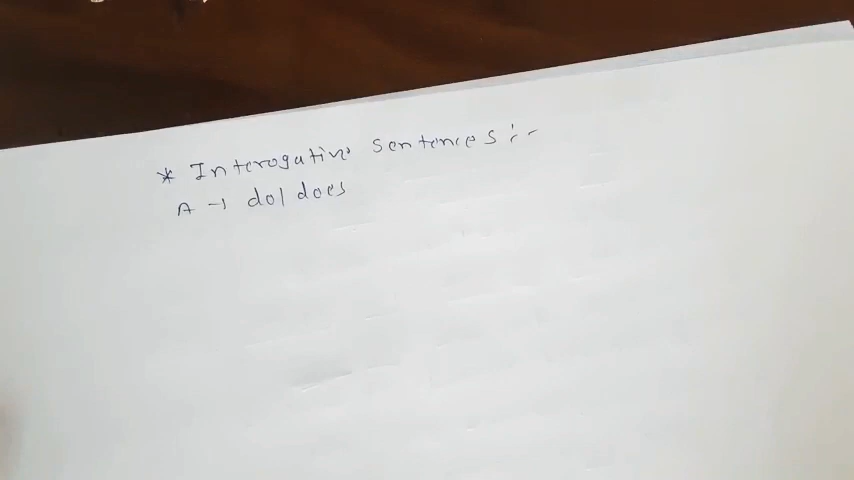 * Interogative sentences :-
A → do/does